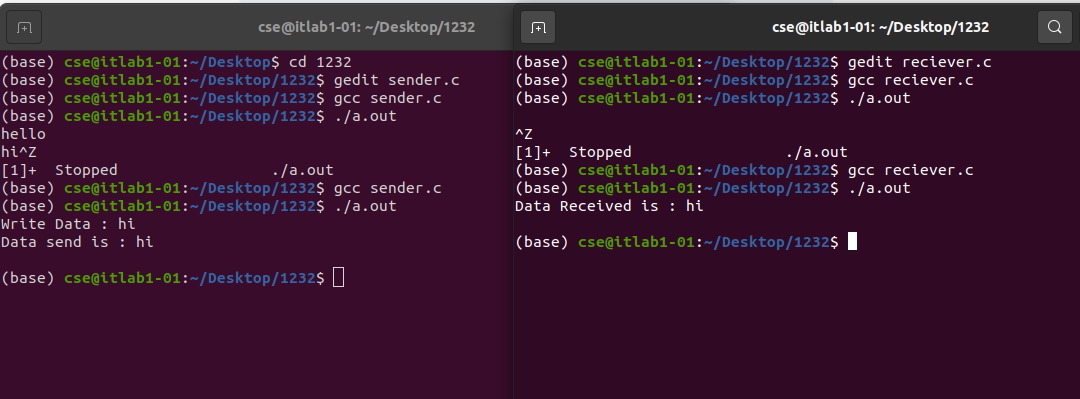 cse@itlab1-01: ~/Desktop/1232
(base) cse@itlab1-01:~/Desktop$ cd 1232
(base) cse@itlab1-01:~/Desktop/1232$ gedit sender.c
(base) cse@itlab1-01:~/Desktop/1232$ gcc sender.c
(base) cse@itlab1-01:~/Desktop/1232$ ./a.out
hello
hi^Z
[1]+  Stopped                 ./a.out
(base) cse@itlab1-01:~/Desktop/1232$ gcc sender.c
(base) cse@itlab1-01:~/Desktop/1232$ ./a.out
Write Data : hi
Data send is : hi
(base) cse@itlab1-01:~/Desktop/1232$
cse@itlab1-01: ~/Desktop/1232
(base) cse@itlab1-01:~/Desktop/1232$ gedit reciever.c
(base) cse@itlab1-01:~/Desktop/1232$ gcc reciever.c
(base) cse@itlab1-01:~/Desktop/1232$ ./a.out
^Z
[1]+  Stopped                 ./a.out
(base) cse@itlab1-01:~/Desktop/1232$ gcc reciever.c
(base) cse@itlab1-01:~/Desktop/1232$ ./a.out
Data Received is : hi
(base) cse@itlab1-01:~/Desktop/1232$